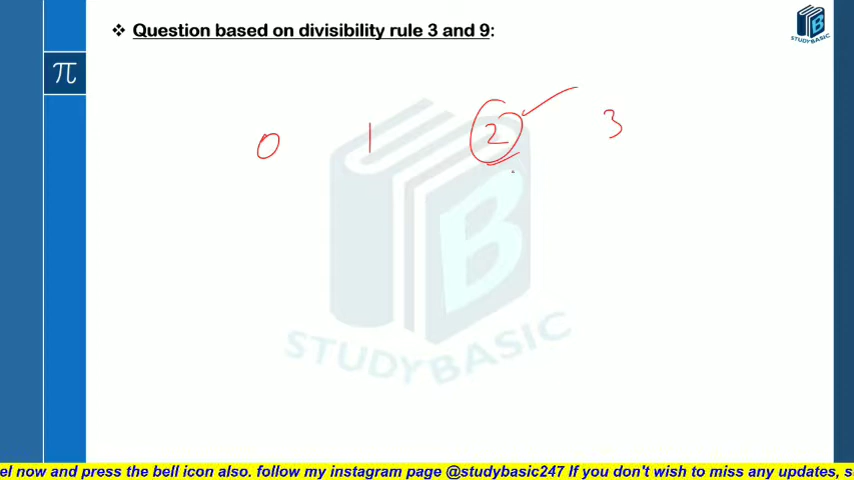 ❖ Question based on divisibility rule 3 and 9:
STUDYBASIC
π
0 1 2 3
B
STUDYBASIC
el now and press the bell icon also. follow my instagram page @studybasic247 If you don't wish to miss any updates, s